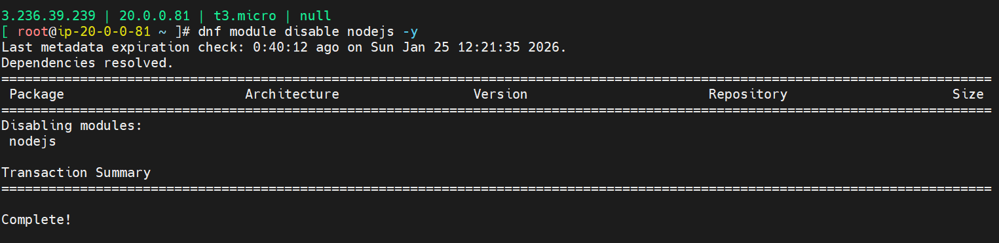 3.236.39.239 | 20.0.0.81 | t3.micro | null
[ root@ip-20-0-0-81 ~ ]# dnf module disable nodejs -y
Last metadata expiration check: 0:40:12 ago on Sun Jan 25 12:21:35 2026.
Dependencies resolved.
==============================================================================================================================
Package Architecture Version Repository Size
==============================================================================================================================
Disabling modules:
nodejs
Transaction Summary
==============================================================================================================================
Complete!